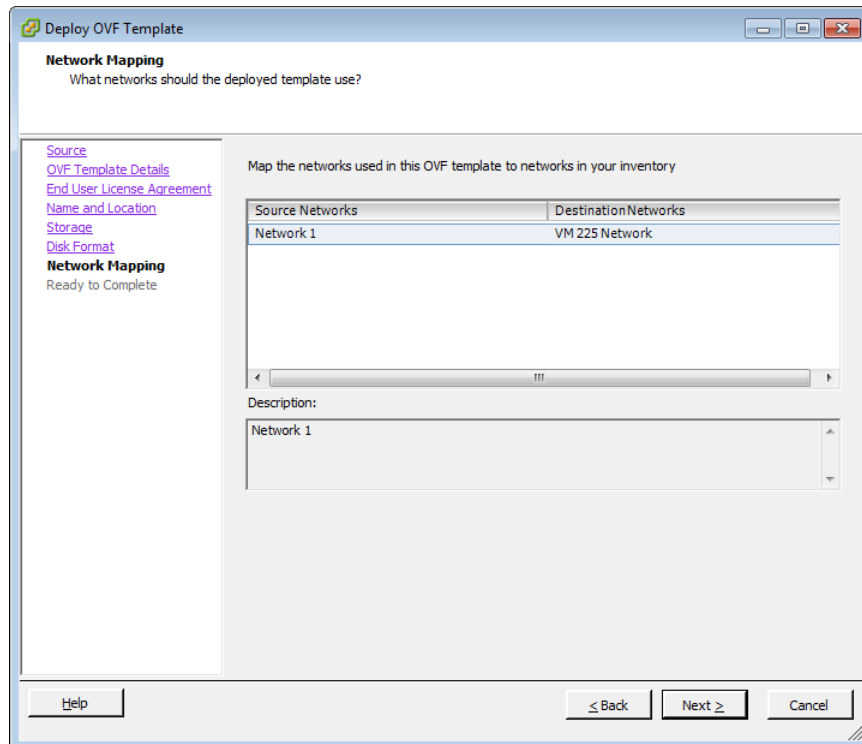 Deploy OVF Template
Network Mapping
What networks should the deployed template use?
Source
OVF Template Details
End User License Agreement
Name and Location
Storage
Disk Format
Network Mapping
Ready to Complete
Map the networks used in this OVF template to networks in your inventory
Source Networks DestinationNetworks
Network 1 VM 225 Network
Description:
Network 1
Help < Back Next > Cancel